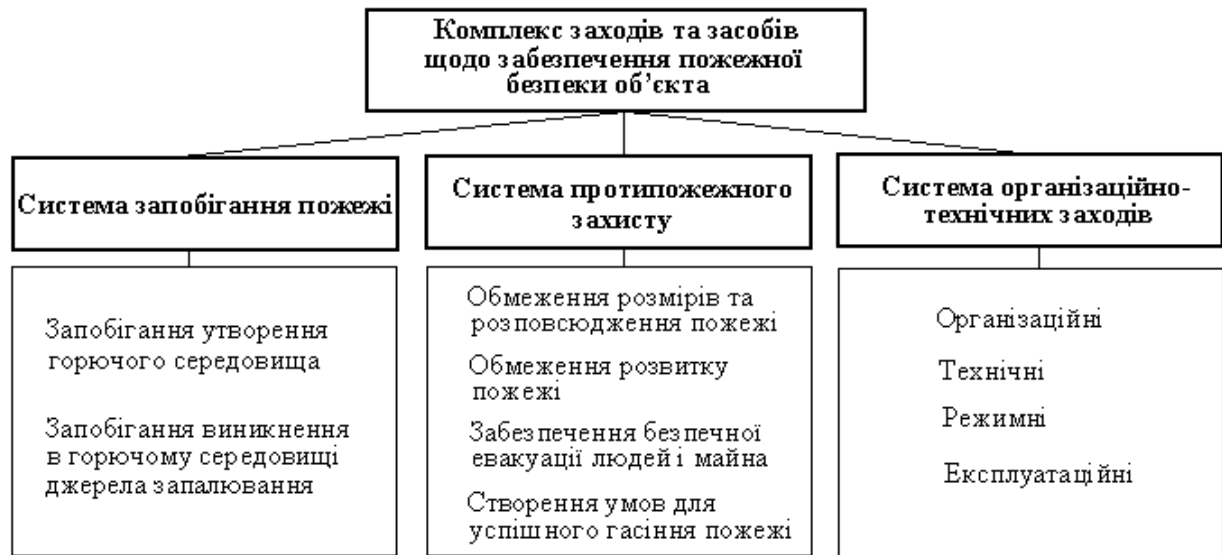 Комплекс заходів та засобів
щодо забезпечення пожежної
безпеки об’єкта
Система запобігання пожежі
Запобігання утворення
горючого середовища
Запобігання виникнення
в горючому середовищі
джерела запалювання
Система протипожежного
захисту
Обмеження розмірів та
розповсюдження пожежі
Обмеження розвитку
пожежі
Забезпечення безпечної
евакуації людей і майна
Створення умов для
успішного гасіння пожежі
Система організаційно-
технічних заходів
Організаційні
Технічні
Режимні
Експлуатаційні